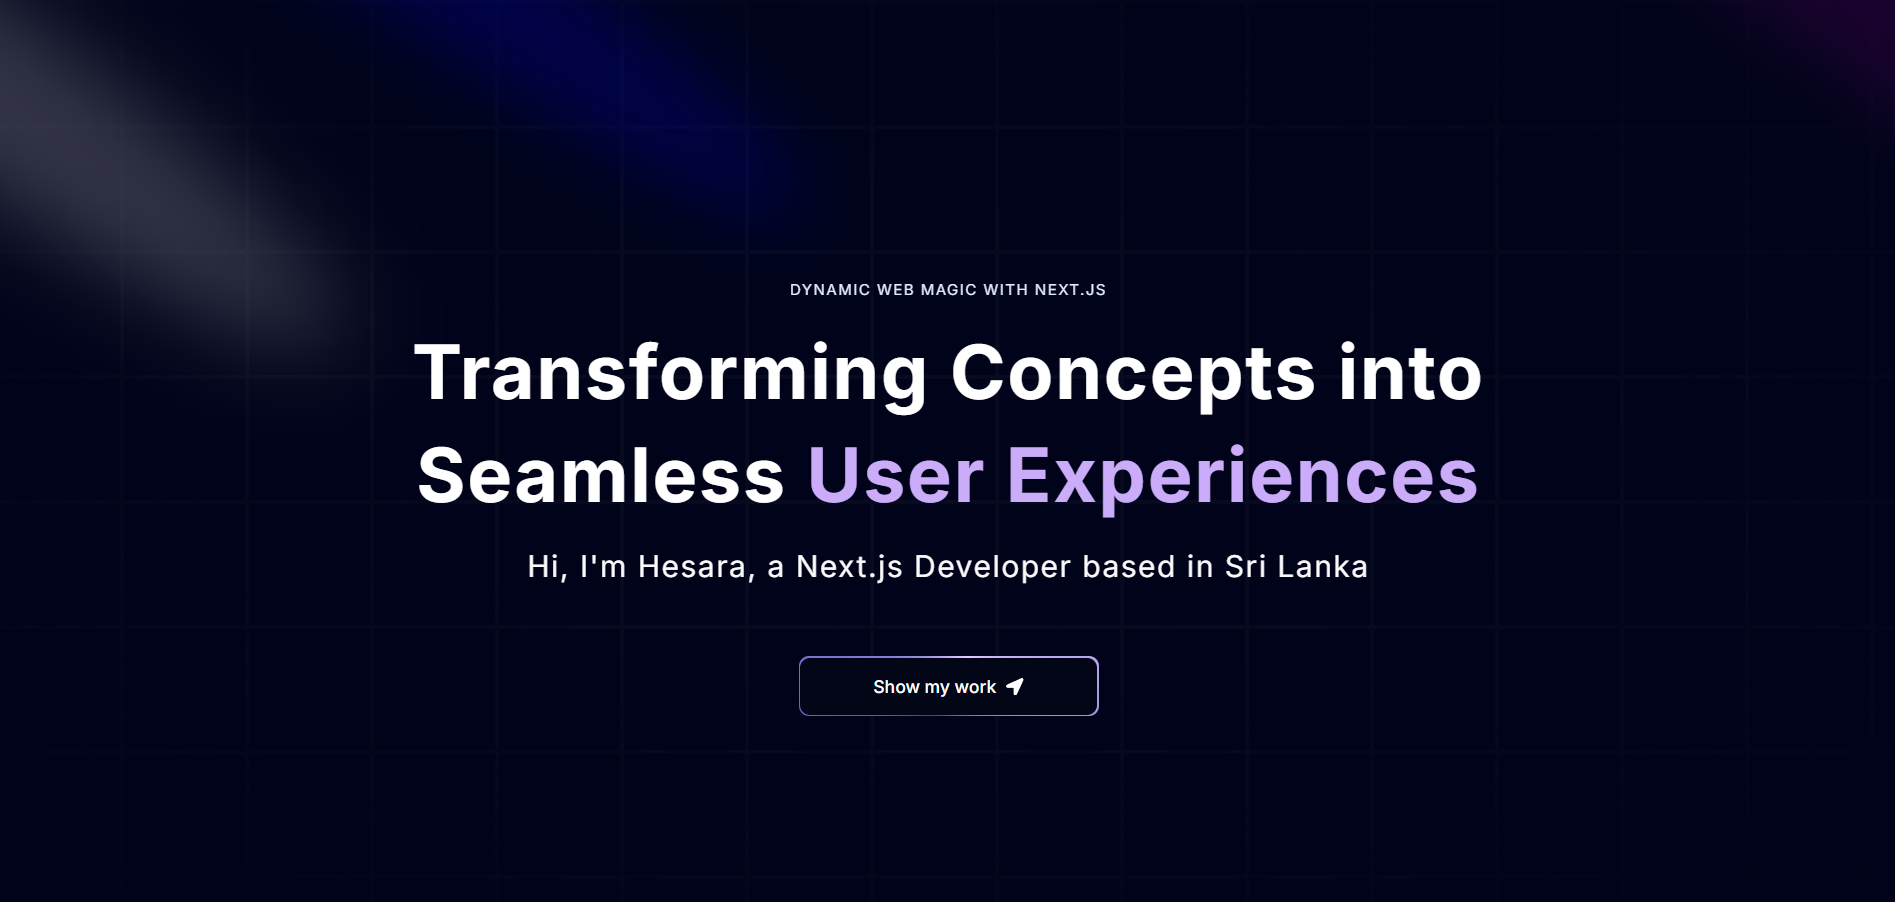 DYNAMIC WEB MAGIC WITH NEXT.JS
Transforming Concepts into
Seamless User Experiences
Hi, I'm Hesara, a Next.js Developer based in Sri Lanka
Show my work